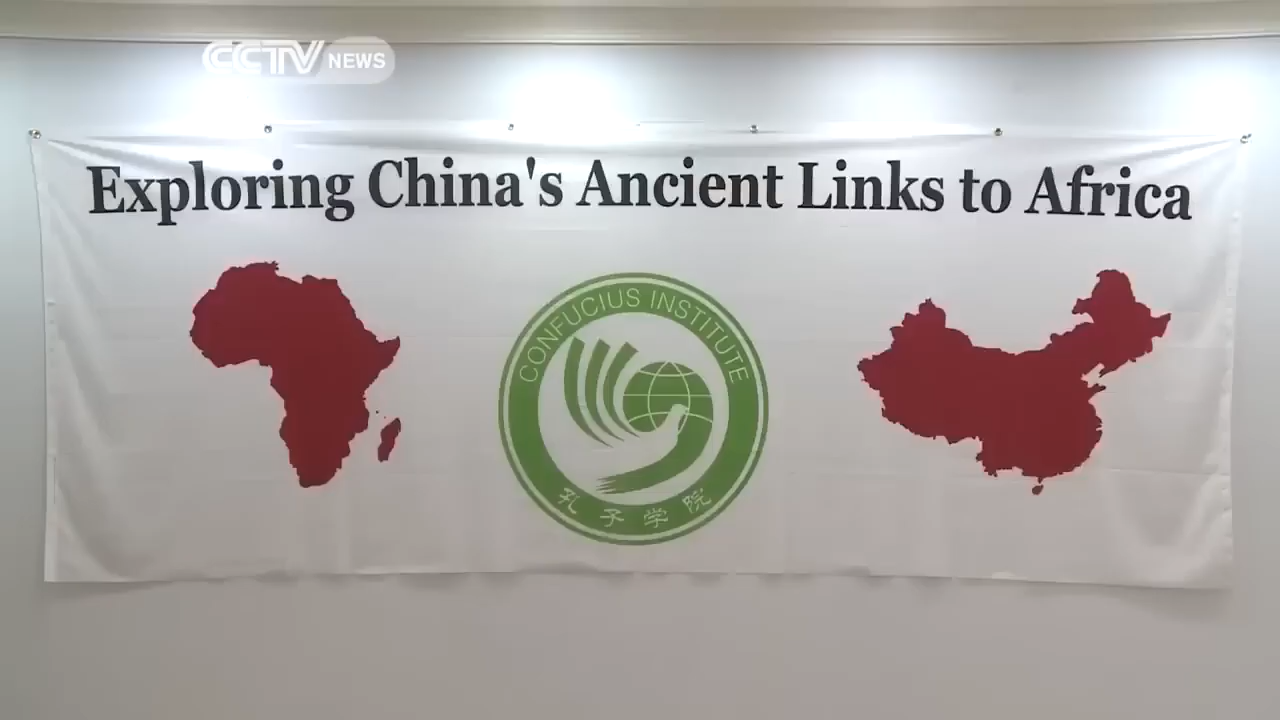 CCTV NEWS
Exploring China's Ancient Links to Africa
CONFUCIUS INSTITUTE
孔子学院